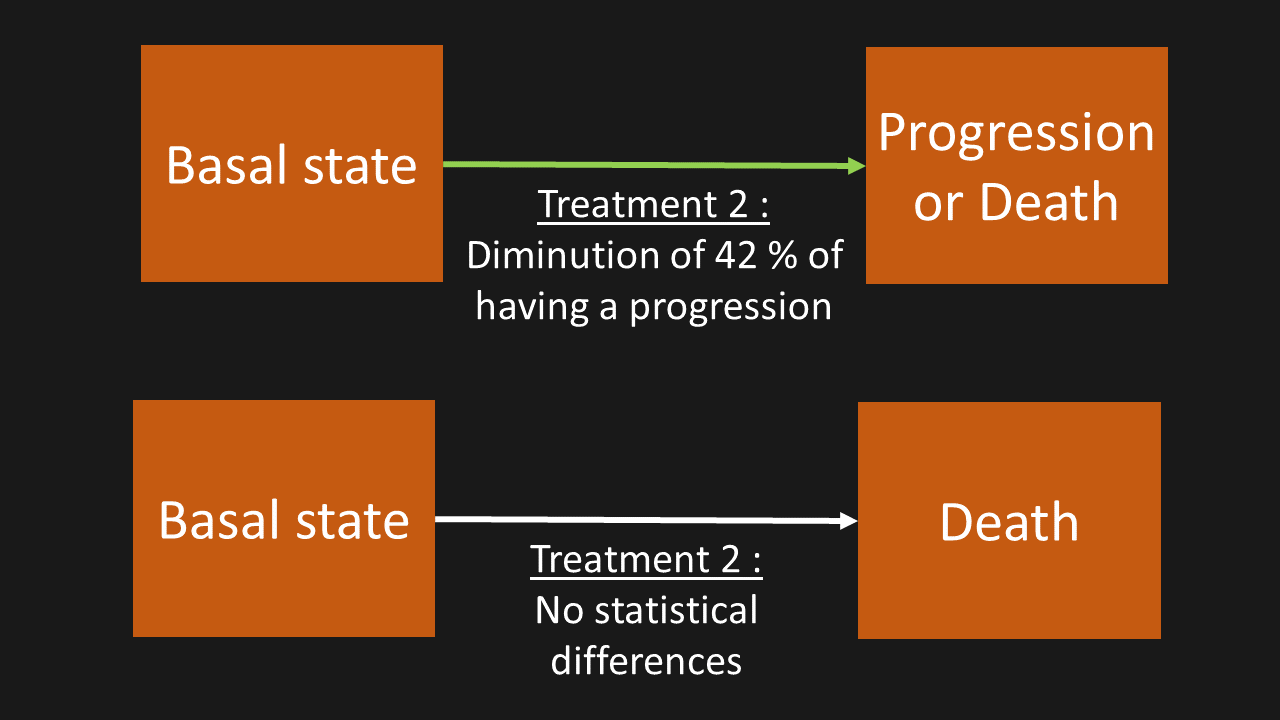 Basal state
Progression
or Death
Treatment 2 :
Diminution of 42 % of
having a progression
Basal state
Death
Treatment 2 :
No statistical
differences